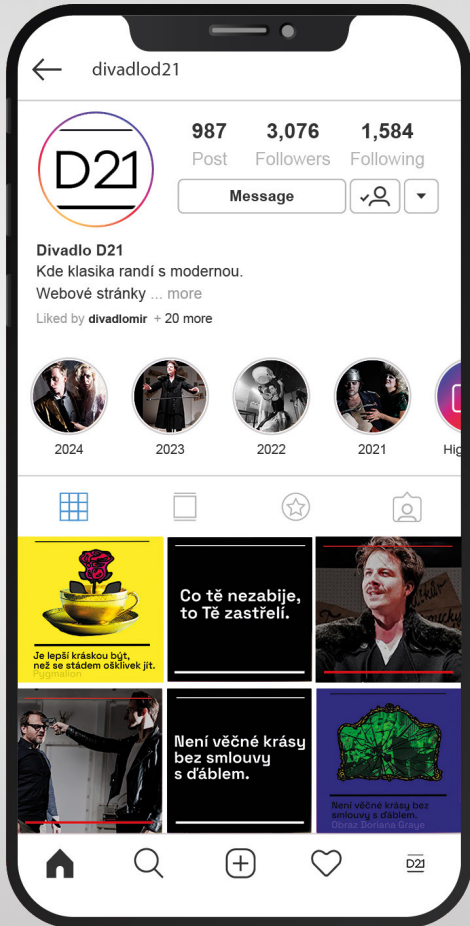 divadlod21
D21
987 3,076 1,584
Post Followers Following
Message
Divadlo D21
Kde klasika randí s modernou.
Webové stránky ... more
Liked by divadlomir + 20 more
2024 2023 2022 2021 Hig
Je lepší kráskou být,
než se stádem ošklivek jít.
Pygmalion
Co tě nezabije,
to Tě zastřelí.
Není věčné krásy
bez smlouvy
s ďáblem.
Není věčné krásy bez
smlouvy s ďáblem.
Obraz Doriana Graye
D21